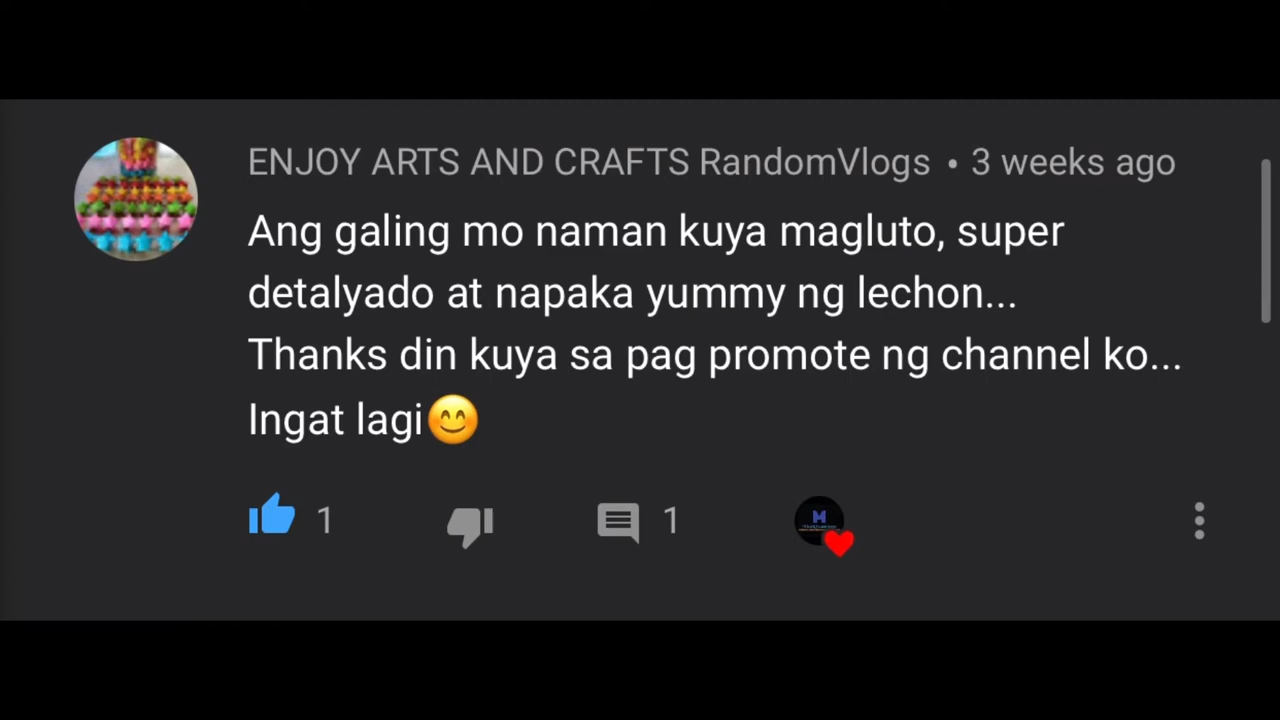 ENJOY ARTS AND CRAFTS RandomVlogs • 3 weeks ago
Ang galing mo naman kuya magluto, super
detalyado at napaka yummy ng lechon...
Thanks din kuya sa pag promote ng channel ko...
Ingat lagi😊
1 1
M